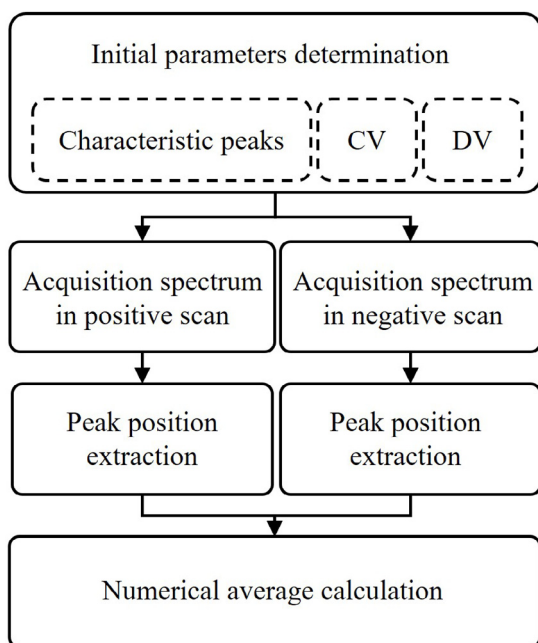 Initial parameters determination
Characteristic peaks CV DV
Acquisition spectrum
in positive scan
Acquisition spectrum
in negative scan
Peak position
extraction
Peak position
extraction
Numerical average calculation